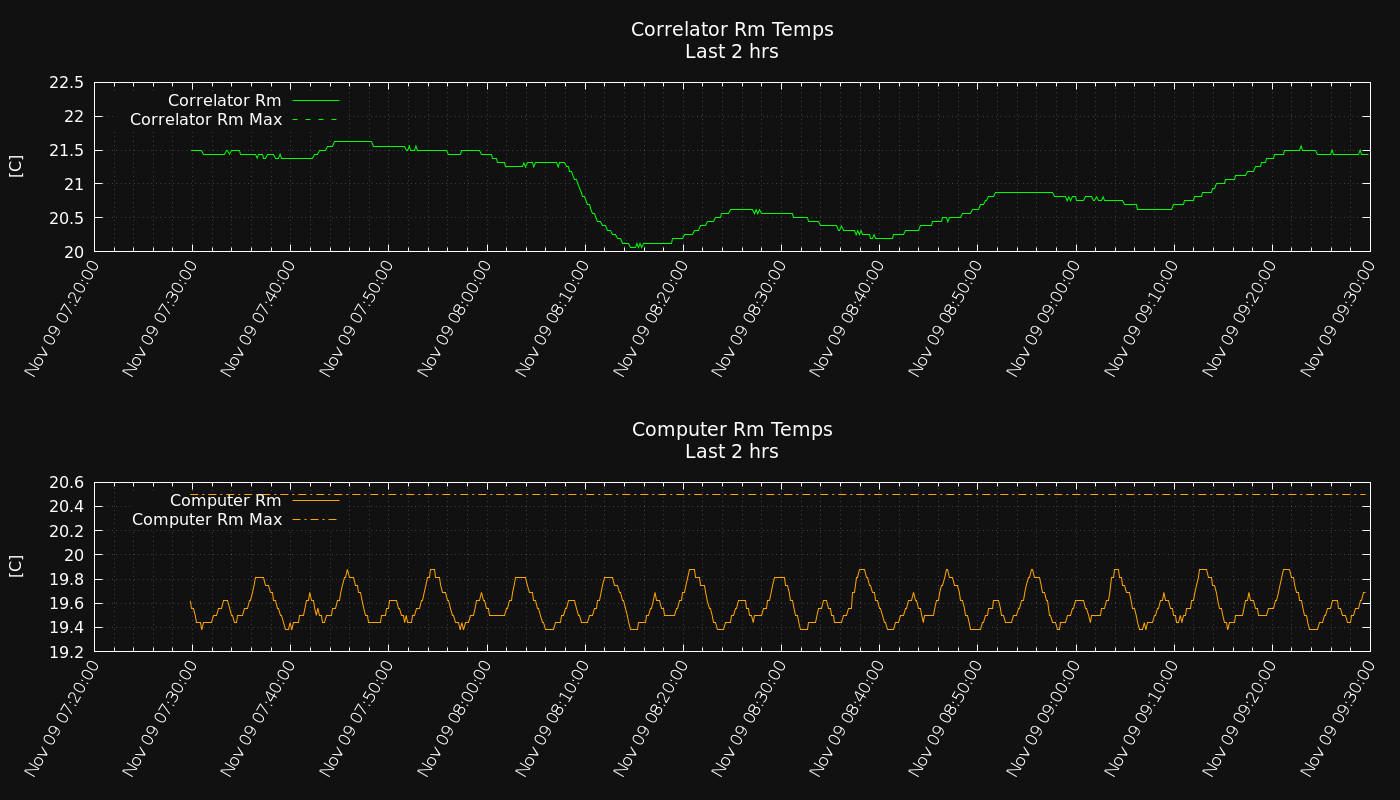 Correlator Rm Temps
Last 2 hrs
22.5
22
21.5
21
20.5
20
[C]
Correlator Rm
Correlator Rm Max
Nov 09 07:20:00
Nov 09 07:30:00
Nov 09 07:40:00
Nov 09 07:50:00
Nov 09 08:00:00
Nov 09 08:10:00
Nov 09 08:20:00
Nov 09 08:30:00
Nov 09 08:40:00
Nov 09 08:50:00
Nov 09 09:00:00
Nov 09 09:10:00
Nov 09 09:20:00
Nov 09 09:30:00
Computer Rm Temps
Last 2 hrs
20.6
20.4
20.2
20
19.8
19.6
19.4
19.2
[C]
Computer Rm
Computer Rm Max
Nov 09 07:20:00
Nov 09 07:30:00
Nov 09 07:40:00
Nov 09 07:50:00
Nov 09 08:00:00
Nov 09 08:10:00
Nov 09 08:20:00
Nov 09 08:30:00
Nov 09 08:40:00
Nov 09 08:50:00
Nov 09 09:00:00
Nov 09 09:10:00
Nov 09 09:20:00
Nov 09 09:30:00